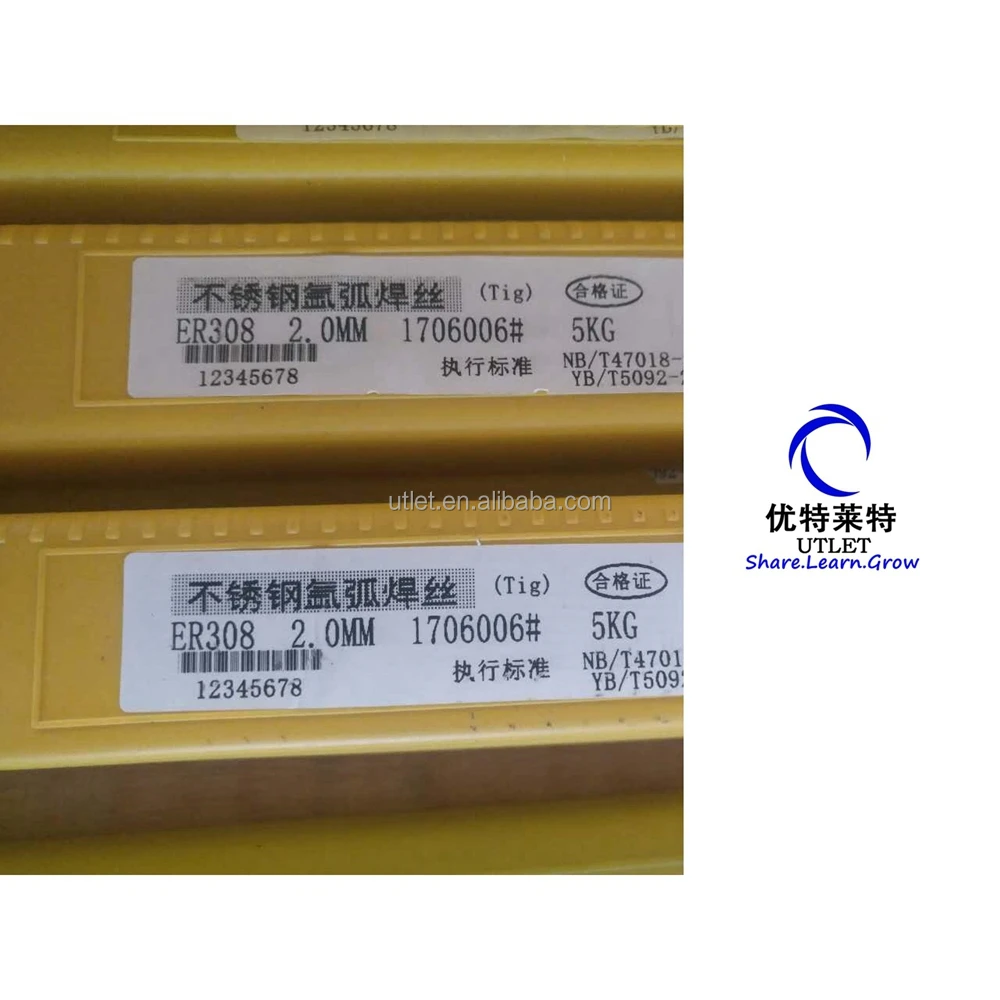 12345678
不锈钢氩弧焊丝 (Tig) 合格证
ER308 2.0MM 1706006# 5KG
执行标准 NB/T47018-
12345678 YB/T5092-
utlet.en.alibaba.com
不锈钢氩弧焊丝 (Tig) 合格证
ER308 2.0MM 1706006# 5KG
执行标准 NB/T4701
12345678 YB/T509
优特莱特
UTLET
Share.Learn.Grow